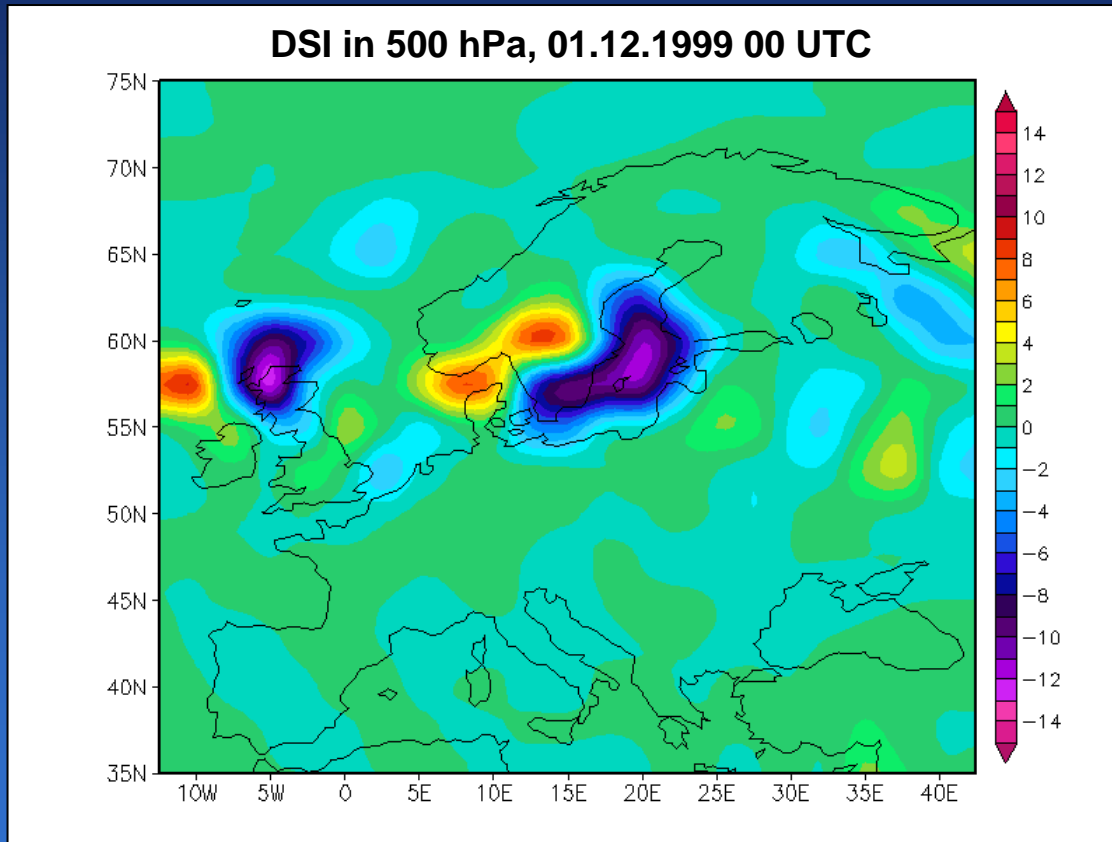 DSI in 500 hPa, 01.12.1999 00 UTC
75N
70N
65N
60N
55N
50N
45N
40N
35N
10W 5W 0 5E 10E 15E 20E 25E 30E 35E 40E
14
12
10
8
6
4
2
0
−2
−4
−6
−8
−10
−12
−14